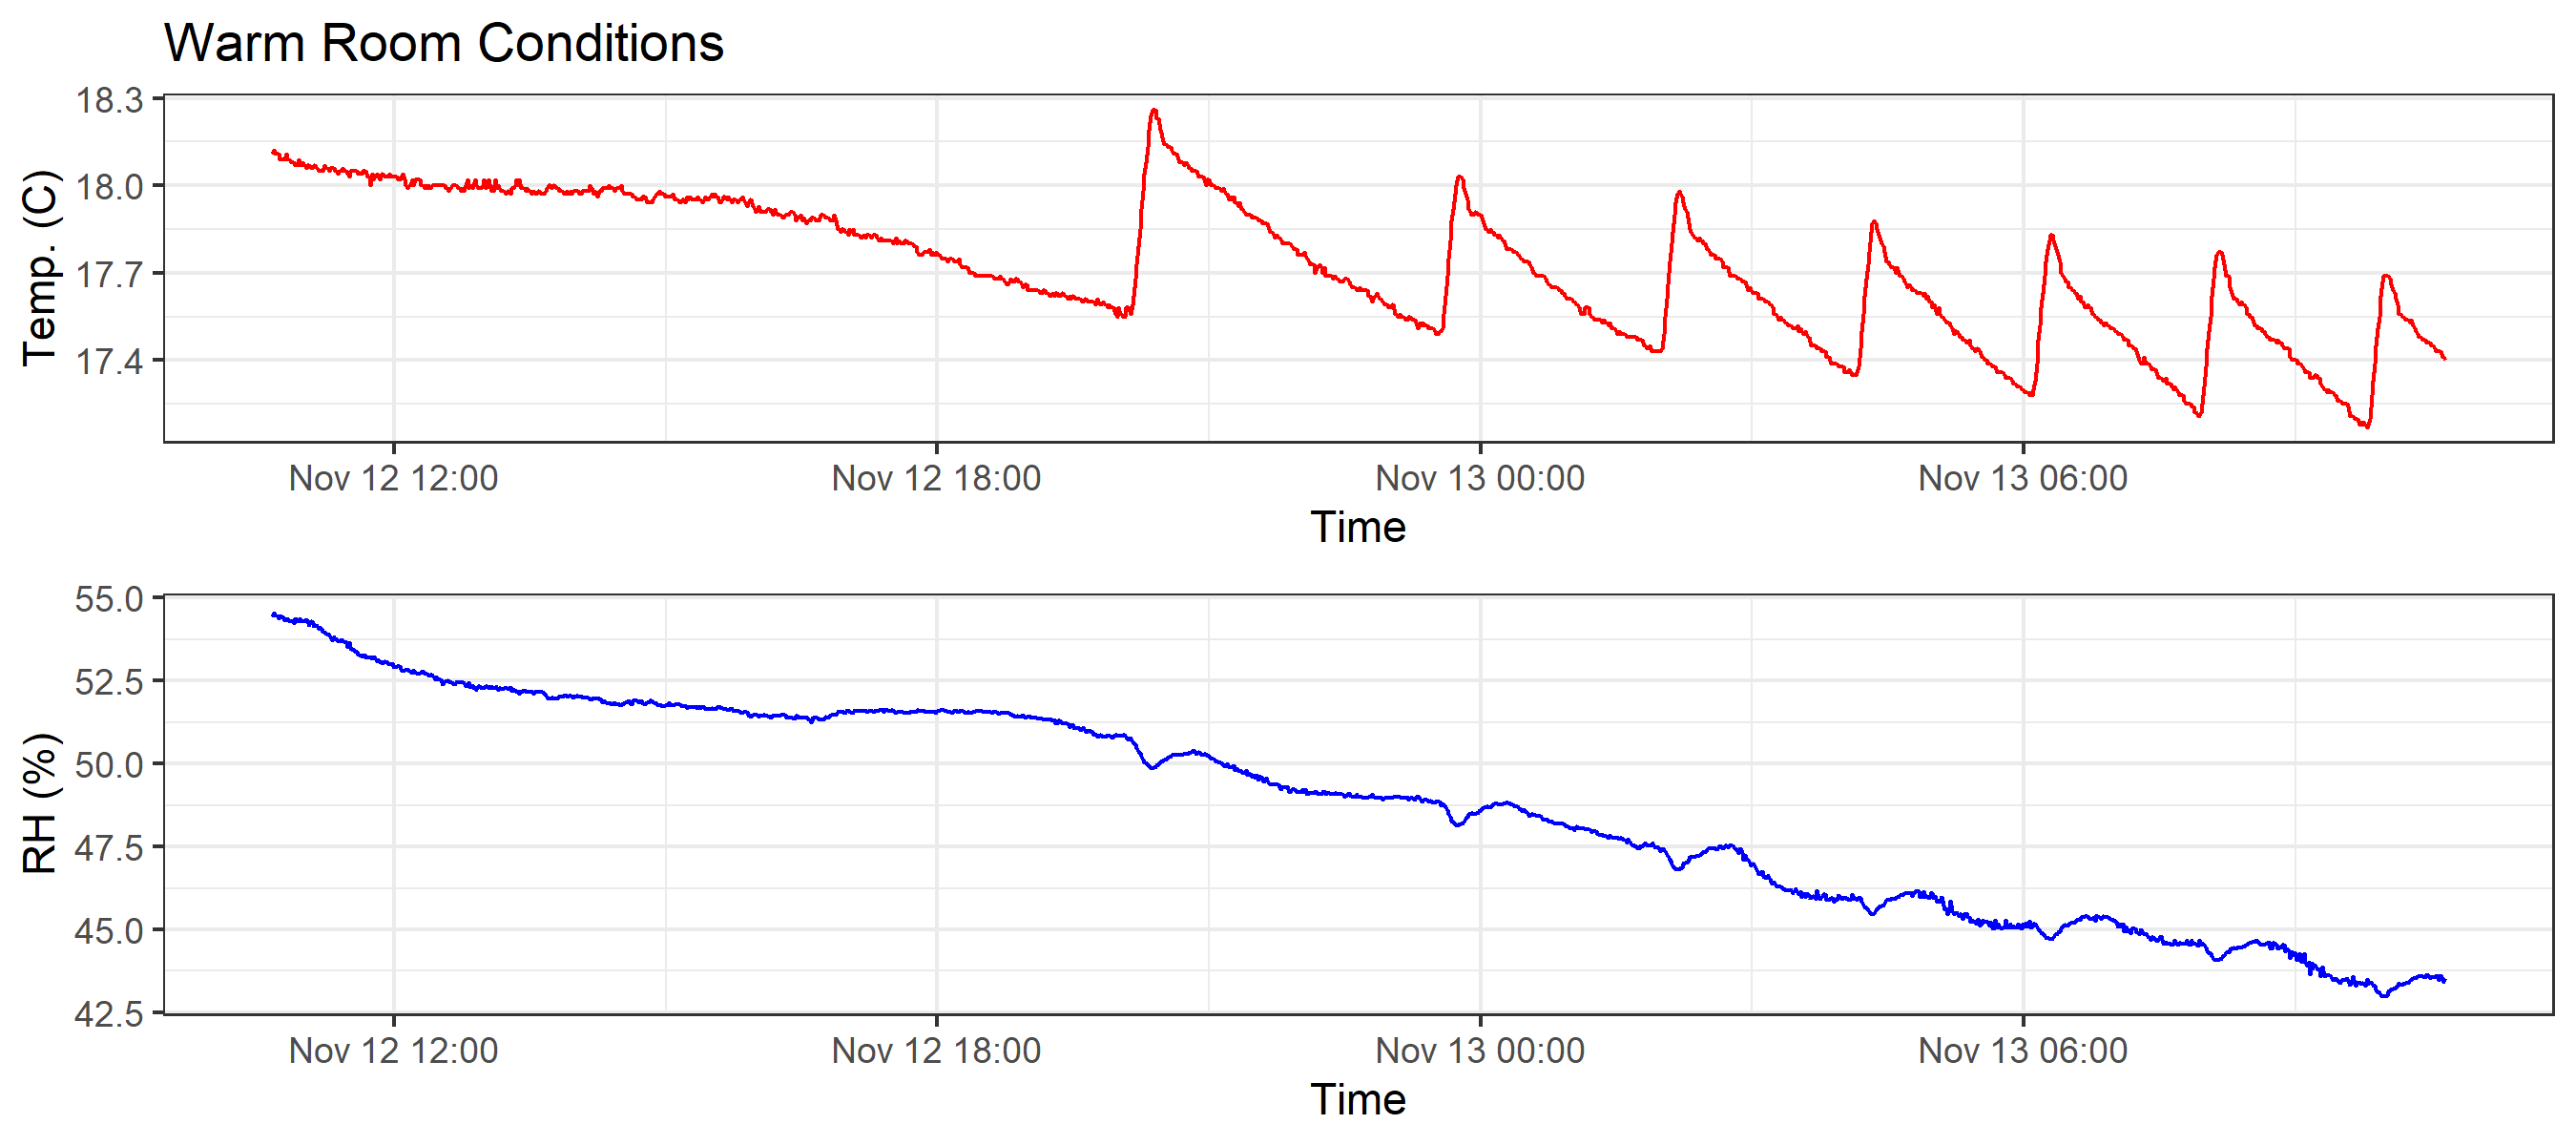 Warm Room Conditions
18.3
18.0
17.7
17.4
Temp. (C)
Nov 12 12:00 Nov 12 18:00 Nov 13 00:00 Nov 13 06:00
Time
55.0
52.5
50.0
47.5
45.0
42.5
RH (%)
Nov 12 12:00 Nov 12 18:00 Nov 13 00:00 Nov 13 06:00
Time